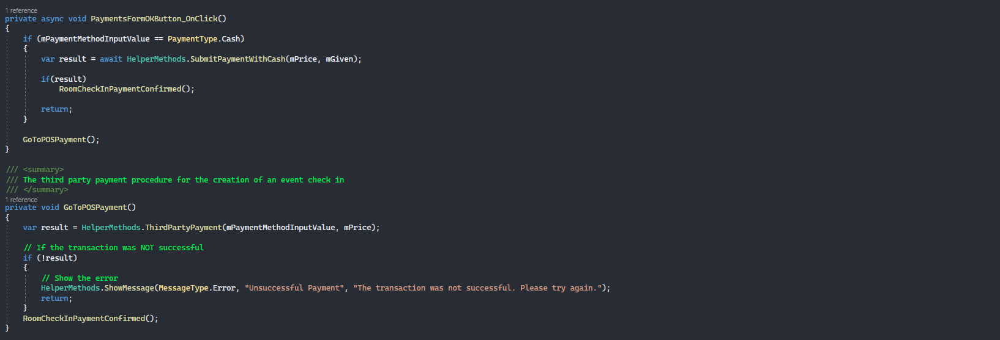 1 reference
private async void PaymentsFormOKButton_OnClick()
{
    if (mPaymentMethodInputValue == PaymentType.Cash)
    {
        var result = await HelperMethods.SubmitPaymentWithCash(mPrice, mGiven);

        if(result)
            RoomCheckInPaymentConfirmed();

        return;
    }

    GoToPOSPayment();
}

/// <summary>
/// The third party payment procedure for the creation of an event check in
/// </summary>
1 reference
private void GoToPOSPayment()
{
    var result = HelperMethods.ThirdPartyPayment(mPaymentMethodInputValue, mPrice);

    // If the transaction was NOT successful
    if (!result)
    {
        // Show the error
        HelperMethods.ShowMessage(MessageType.Error, "Unsuccessful Payment", "The transaction was not successful. Please try again.");
        return;
    }
    RoomCheckInPaymentConfirmed();
}